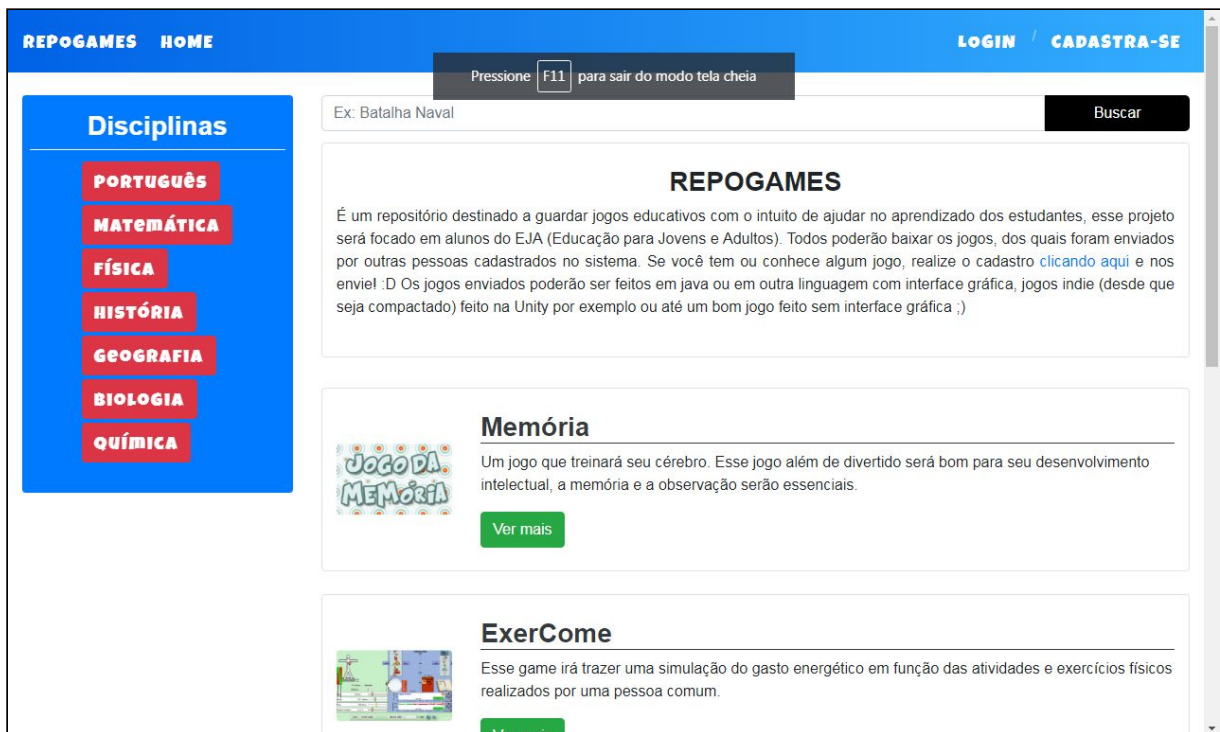 REPOGAMES HOME
LOGIN / CADASTRA-SE
Pressione F11 para sair do modo tela cheia
Disciplinas
Português
Matemática
Física
História
Geografia
Biologia
Química
Ex: Batalha Naval
Buscar
REPOGAMES
É um repositório destinado a guardar jogos educativos com o intuito de ajudar no aprendizado dos estudantes, esse projeto
será focado em alunos do EJA (Educação para Jovens e Adultos). Todos poderão baixar os jogos, dos quais foram enviados
por outras pessoas cadastrados no sistema. Se você tem ou conhece algum jogo, realize o cadastro clicando aqui e nos
envie! :D Os jogos enviados poderão ser feitos em java ou em outra linguagem com interface gráfica, jogos indie (desde que
seja compactado) feito na Unity por exemplo ou até um bom jogo feito sem interface gráfica ;)
JOGO DA
MEMÓRIA
Memória
Um jogo que treinará seu cérebro. Esse jogo além de divertido será bom para seu desenvolvimento
intelectual, a memória e a observação serão essenciais.
Ver mais
ExerCome
Esse game irá trazer uma simulação do gasto energético em função das atividades e exercícios físicos
realizados por uma pessoa comum.
Ver mais